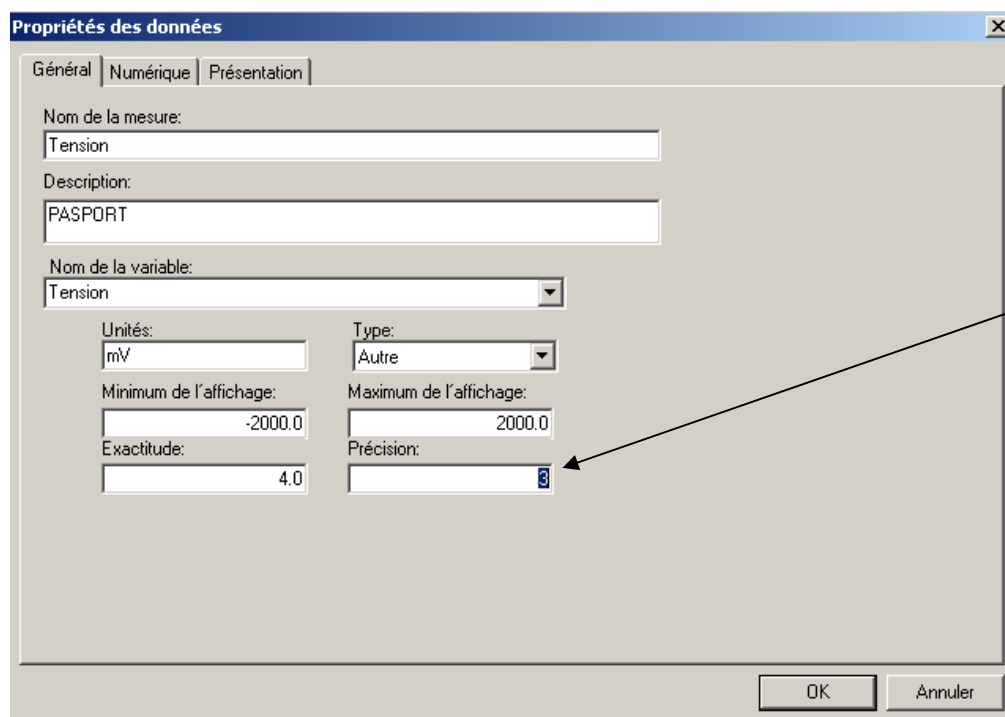 Propriétés des données
Général Numérique Présentation
Nom de la mesure:
Tension
Description:
PASPORT
Nom de la variable:
Tension
Unités: Type:
mV Autre
Minimum de l'affichage: Maximum de l'affichage:
-2000.0 2000.0
Exactitude: Précision:
4.0 3
OK Annuler